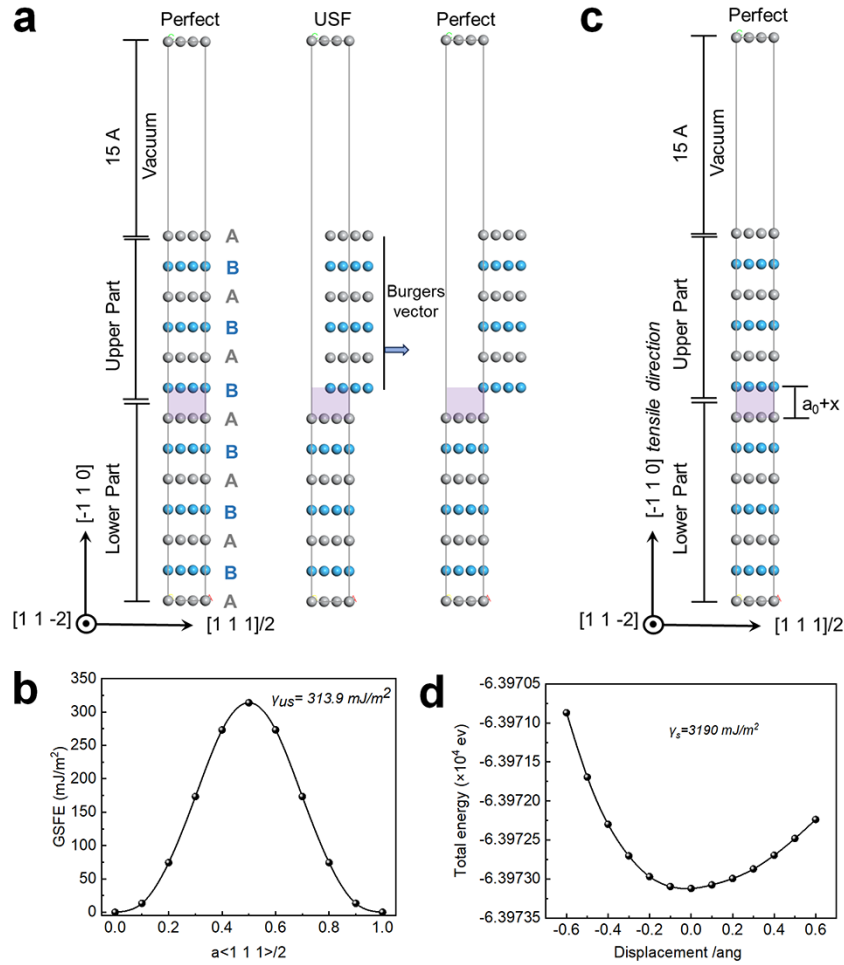 a
Perfect
USF
Perfect
15 A
Vacuum
Upper Part
Lower Part
A
B
A
B
A
B
A
B
A
B
A
B
A
Burgers
vector
[-1 1 0]
[1 1 -2]
[1 1 1]/2
c
Perfect
15 A
Vacuum
Upper Part
Lower Part
a₀+x
[-1 1 0] tensile direction
[1 1 -2]
[1 1 1]/2
b
γus= 313.9 mJ/m²
GSFE (mJ/m²)
350
300
250
200
150
100
50
0
0.0 0.2 0.4 0.6 0.8 1.0
a<1 1 1>/2
d
γs=3190 mJ/m²
Total energy (×10⁴ ev)
-6.39705
-6.39710
-6.39715
-6.39720
-6.39725
-6.39730
-6.39735
-0.6 -0.4 -0.2 0.0 0.2 0.4 0.6
Displacement /ang